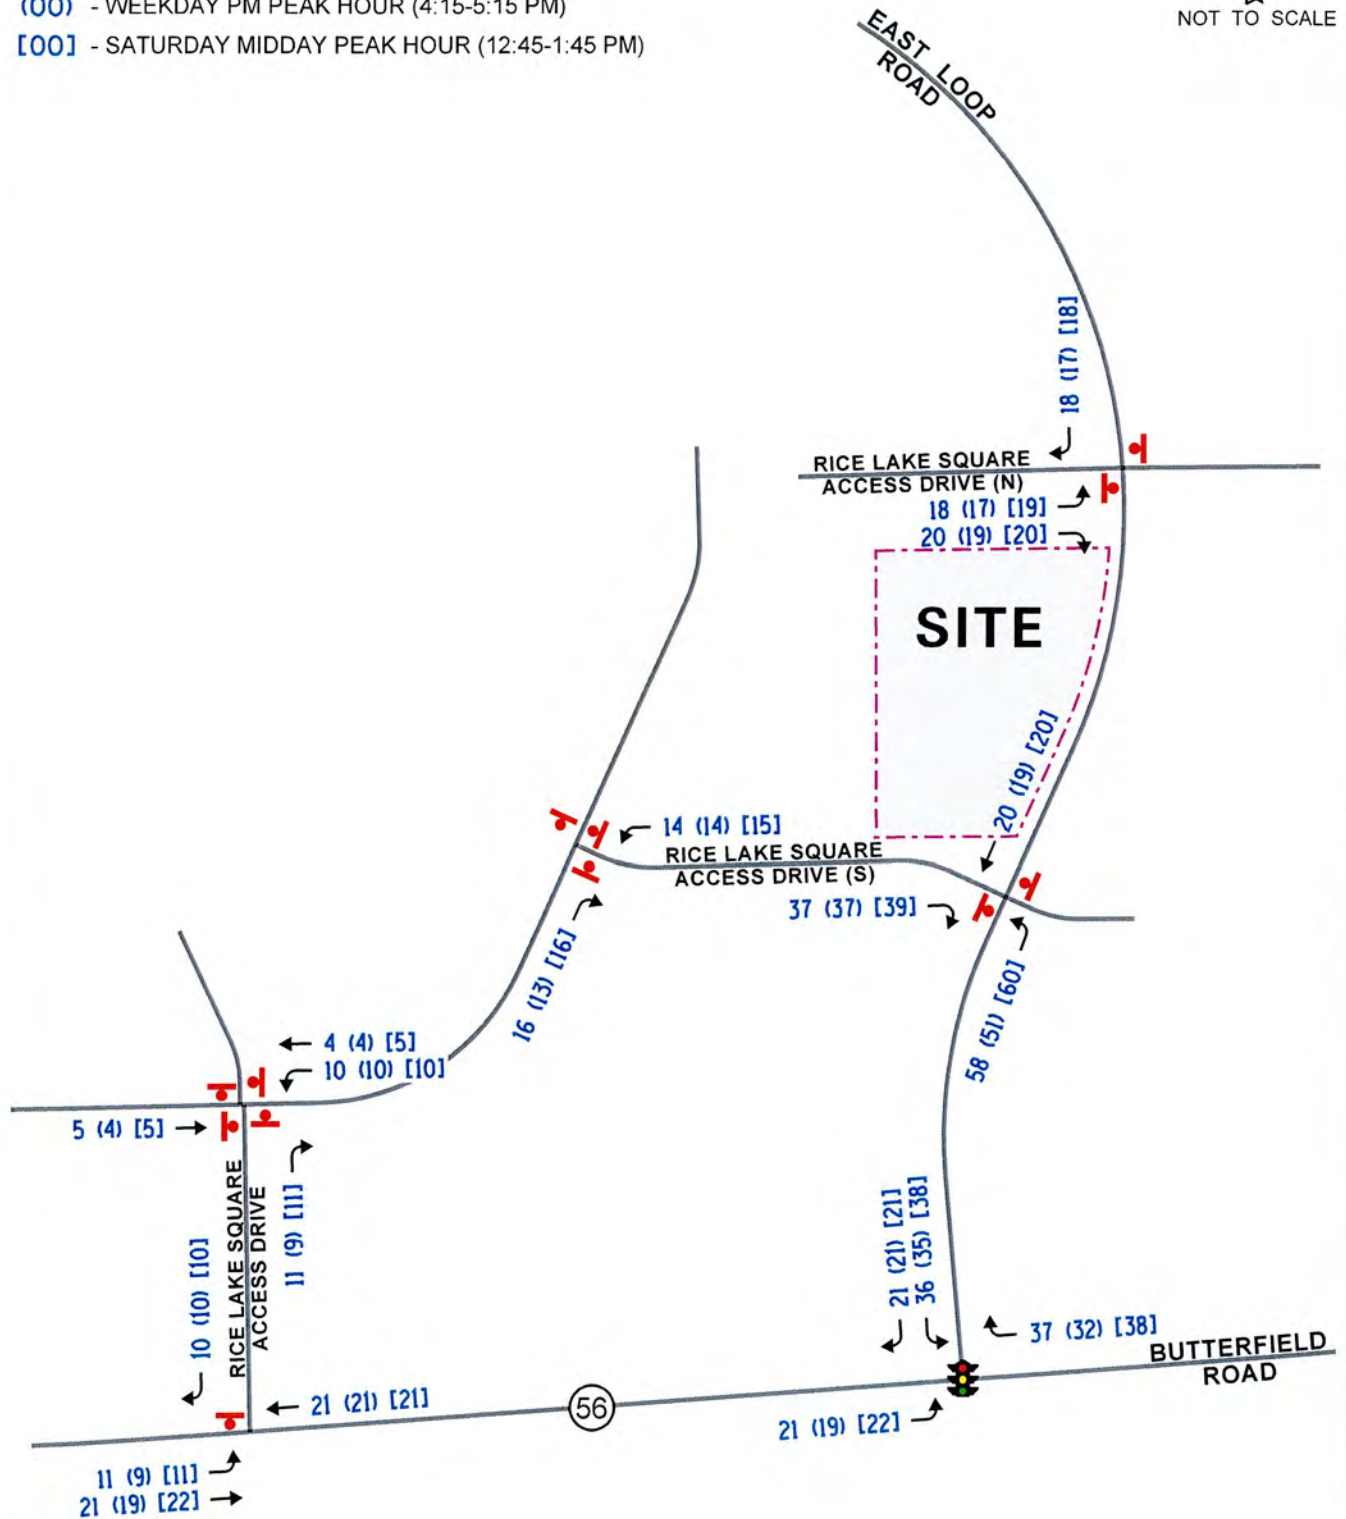 (00) - WEEKDAY PM PEAK HOUR (4:15-5:15 PM)
[00] - SATURDAY MIDDAY PEAK HOUR (12:45-1:45 PM)
NOT TO SCALE
EAST LOOP
ROAD
18 (17) [18]
RICE LAKE SQUARE
ACCESS DRIVE (N)
18 (17) [19]
20 (19) [20]
SITE
20 (19) [20]
14 (14) [15]
RICE LAKE SQUARE
ACCESS DRIVE (S)
37 (37) [39]
16 (13) [16]
58 (51) [60]
4 (4) [5]
10 (10) [10]
5 (4) [5]
RICE LAKE SQUARE
ACCESS DRIVE
11 (9) [11]
10 (10) [10]
21 (21) [21]
36 (35) [38]
37 (32) [38]
BUTTERFIELD
ROAD
21 (21) [21]
56
21 (19) [22]
11 (9) [11]
21 (19) [22]